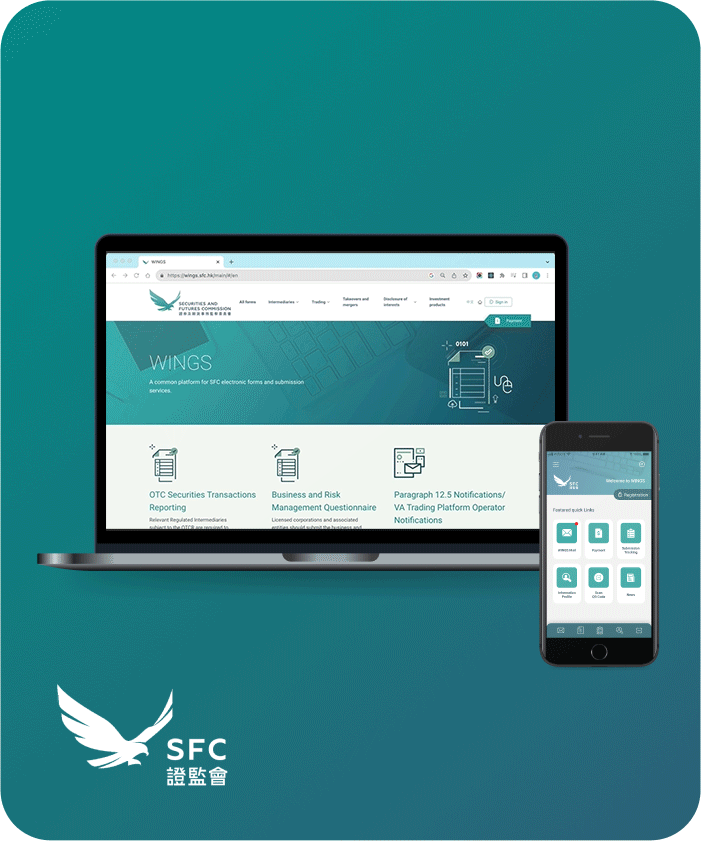 WINGS
https://wings.sfc.hk/main/#/en
SECURITIES AND
FUTURES COMMISSION
證券及期貨事務監察委員會
All forms
Intermediaries
Trading
Takeovers and
mergers
Disclosure of
interests
Investment
products
Sign in
Payment
WINGS
A common platform for SFC electronic forms and submission
services.
0101
OTC Securities Transactions
Reporting
Relevant Regulated Intermediaries
subject to the OTCR are required to
Business and Risk
Management Questionnaire
Licensed corporations and associated
entities should submit the business and
Paragraph 12.5 Notifications/
VA Trading Platform Operator
Notifications
SFC
證監會
Welcome to WINGS
Registration
Featured quick Links
WINGS Mail
Payment
Submission
Tracking
Information
Profile
Scan
QR Code
News
SFC
證監會